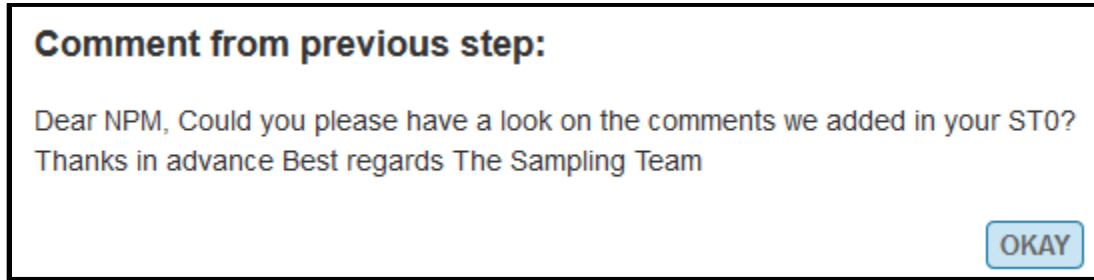 Comment from previous step:
Dear NPM, Could you please have a look on the comments we added in your ST0?
Thanks in advance Best regards The Sampling Team
OKAY